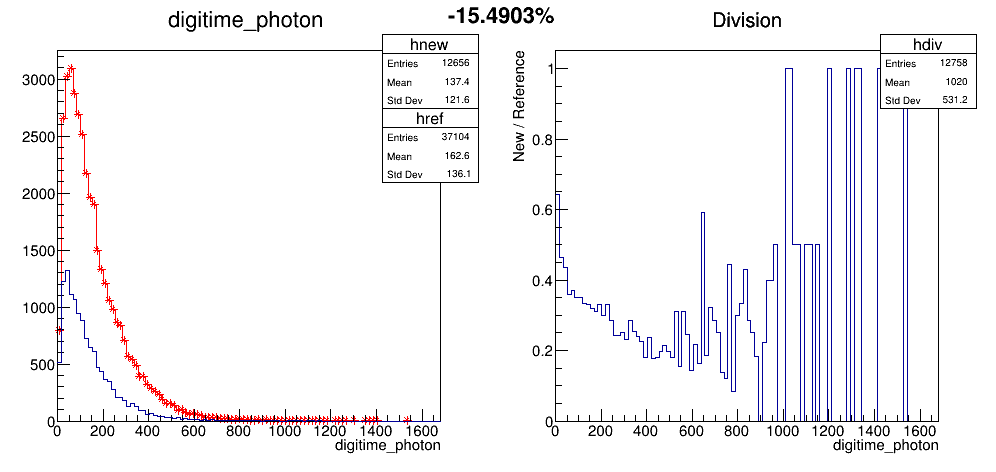 digitime_photon
-15.4903%
Division
hnew
Entries 12656
Mean 137.4
Std Dev 121.6
href
Entries 37104
Mean 162.6
Std Dev 136.1
3000
2500
2000
1500
1000
500
0
0 200 400 600 800 1000 1200 1400 1600
digitime_photon
hdiv
Entries 12758
Mean 1020
Std Dev 531.2
New / Reference
1
0.8
0.6
0.4
0.2
0
0 200 400 600 800 1000 1200 1400 1600
digitime_photon